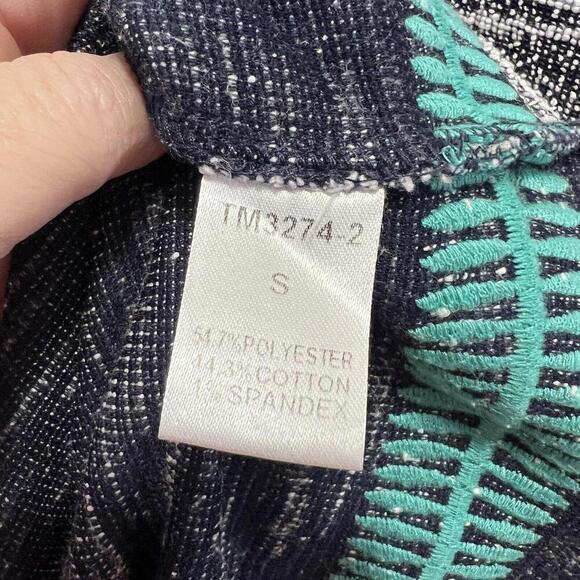 TM3274-2
S
54.7%POLYESTER
44.3%COTTON
1% SPANDEX